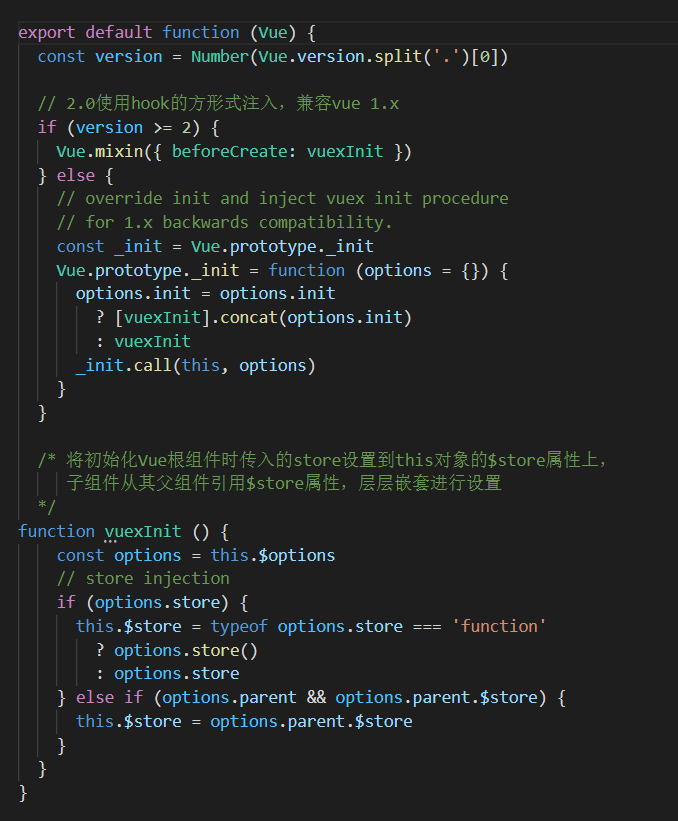 export default function (Vue) {
  const version = Number(Vue.version.split('.')[0])

  // 2.0使用hook的方形式注入，兼容vue 1.x
  if (version >= 2) {
    Vue.mixin({ beforeCreate: vuexInit })
  } else {
    // override init and inject vuex init procedure
    // for 1.x backwards compatibility.
    const _init = Vue.prototype._init
    Vue.prototype._init = function (options = {}) {
      options.init = options.init
        ? [vuexInit].concat(options.init)
        : vuexInit
      _init.call(this, options)
    }
  }

  /* 将初始化Vue根组件时传入的store设置到this对象的$store属性上，
     子组件从其父组件引用$store属性，层层嵌套进行设置
  */
function vuexInit () {
    const options = this.$options
    // store injection
    if (options.store) {
      this.$store = typeof options.store === 'function'
        ? options.store()
        : options.store
    } else if (options.parent && options.parent.$store) {
      this.$store = options.parent.$store
    }
  }
}